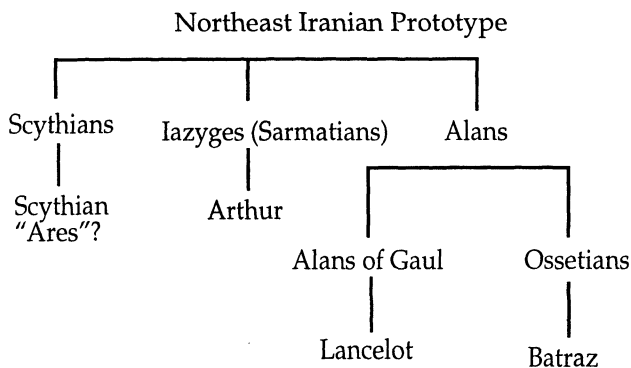 Northeast Iranian Prototype
Scythians
Iazyges (Sarmatians)
Alans
Scythian
“Ares”?
Arthur
Alans of Gaul
Ossetians
Lancelot
Batraz